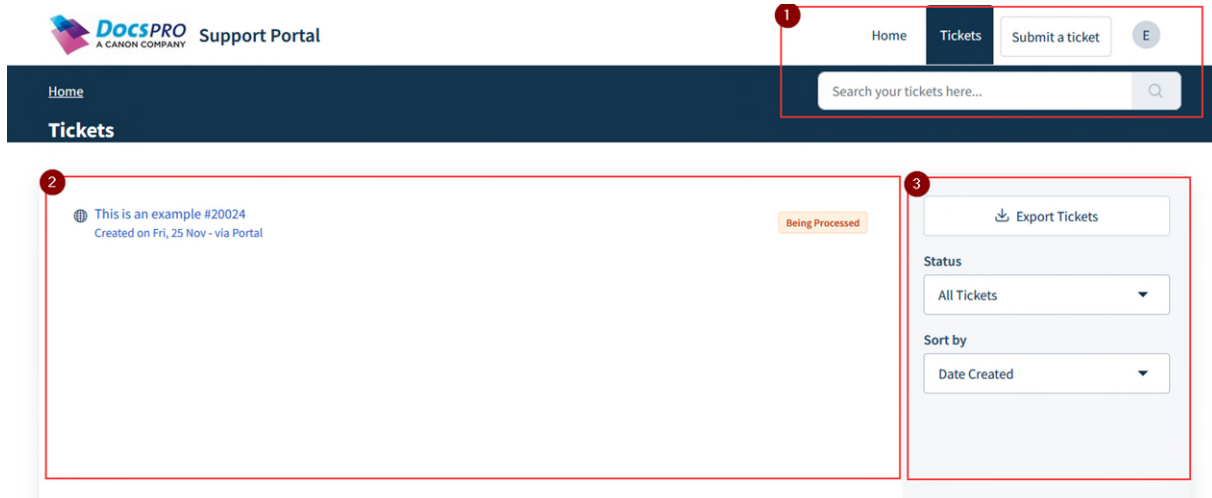 DOCSPRO
A CANON COMPANY
Support Portal
1
Home
Tickets
Submit a ticket
E
Home
Search your tickets here...
Tickets
2
This is an example #20024
Created on Fri, 25 Nov - via Portal
Being Processed
3
Export Tickets
Status
All Tickets
Sort by
Date Created